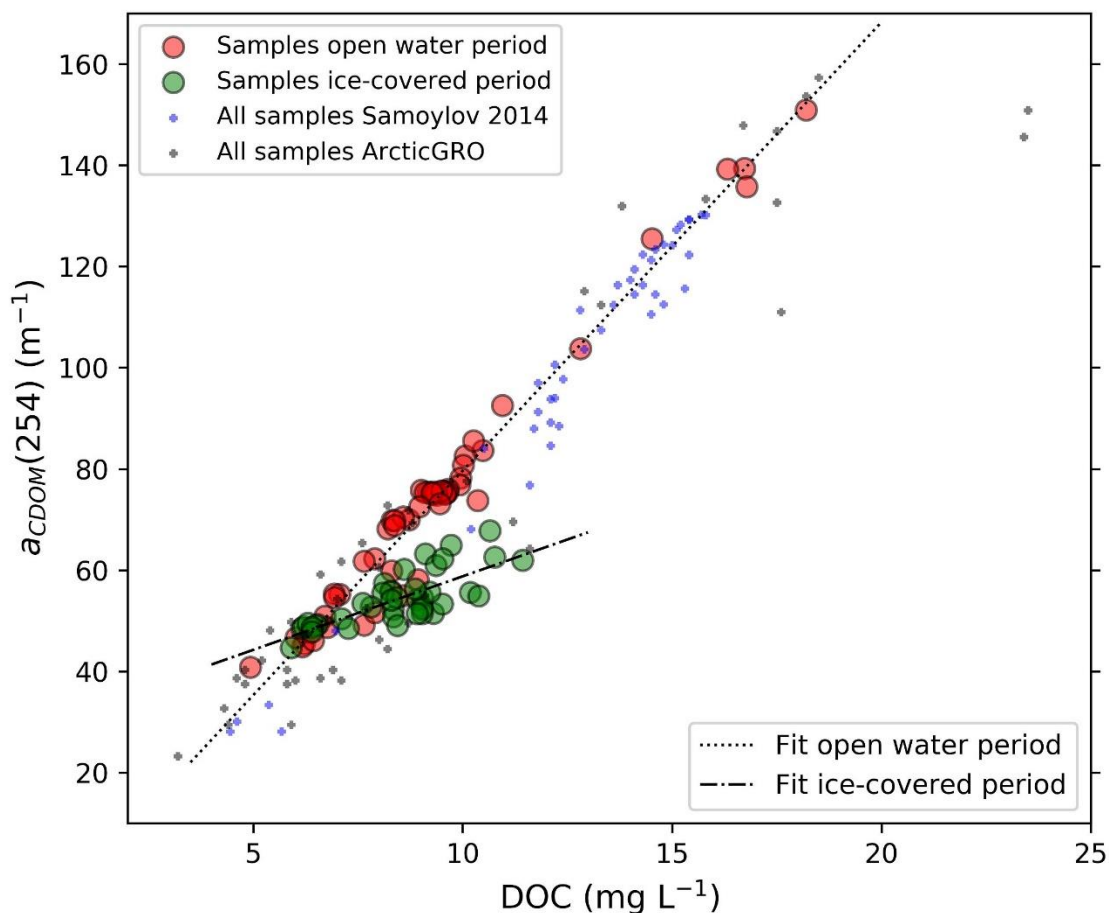 Samples open water period
Samples ice-covered period
All samples Samoylov 2014
All samples ArcticGRO
160
140
120
100
80
60
40
20
a_CDOM(254) (m⁻¹)
Fit open water period
Fit ice-covered period
5
10
15
20
25
DOC (mg L⁻¹)